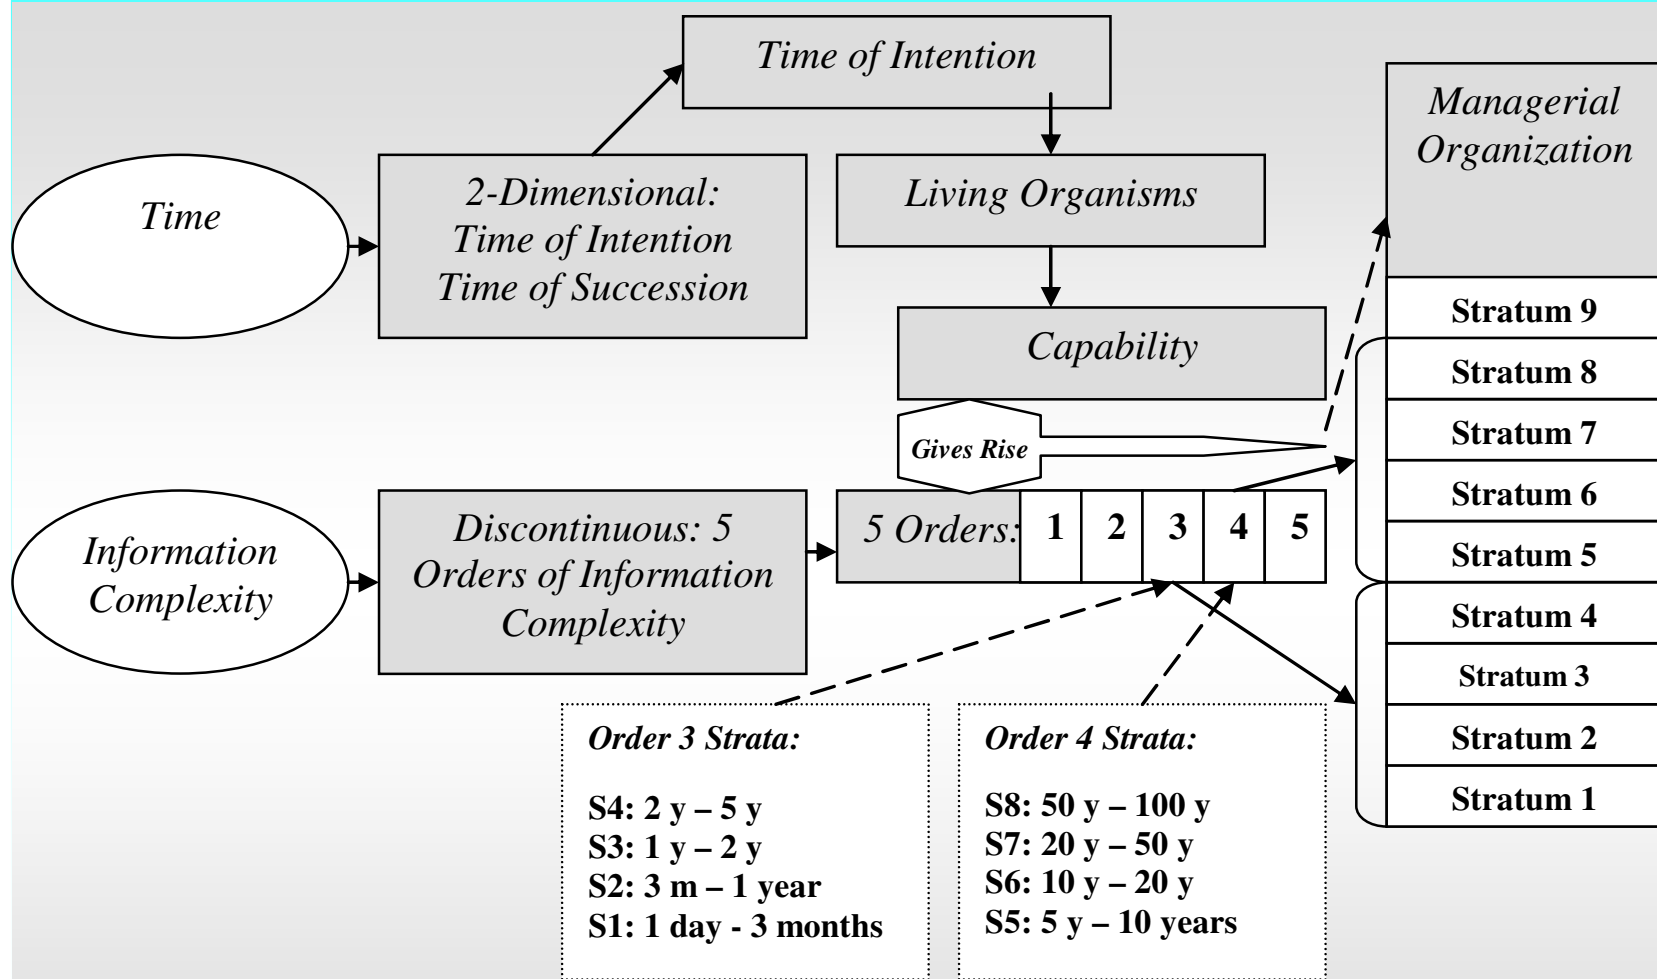 Time of Intention
Managerial
Organization
Time
2-Dimensional:
Time of Intention
Time of Succession
Living Organisms
Capability
Gives Rise
Information
Complexity
Discontinuous: 5
Orders of Information
Complexity
5 Orders: 1 2 3 4 5
Stratum 9
Stratum 8
Stratum 7
Stratum 6
Stratum 5
Stratum 4
Stratum 3
Stratum 2
Stratum 1
Order 3 Strata:
S4: 2 y – 5 y
S3: 1 y – 2 y
S2: 3 m – 1 year
S1: 1 day - 3 months
Order 4 Strata:
S8: 50 y – 100 y
S7: 20 y – 50 y
S6: 10 y – 20 y
S5: 5 y – 10 years